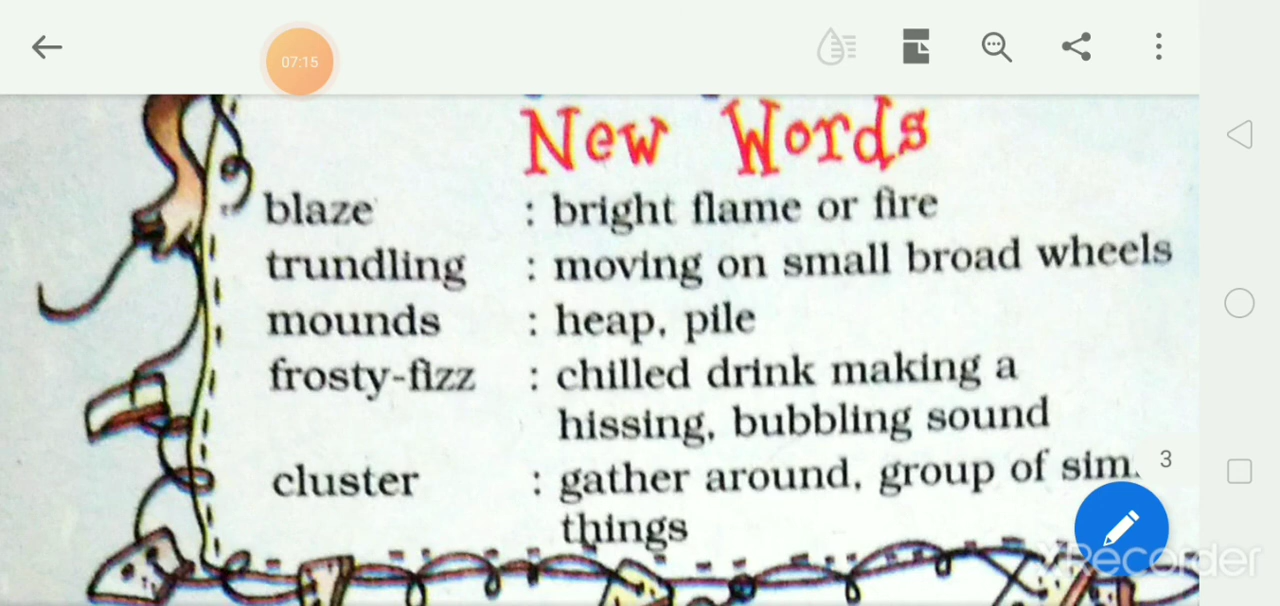 07:15
New Words
blaze : bright flame or fire
trundling : moving on small broad wheels
mounds : heap, pile
frosty-fizz : chilled drink making a
hissing, bubbling sound
cluster : gather around, group of sim
things
3
XRecorder